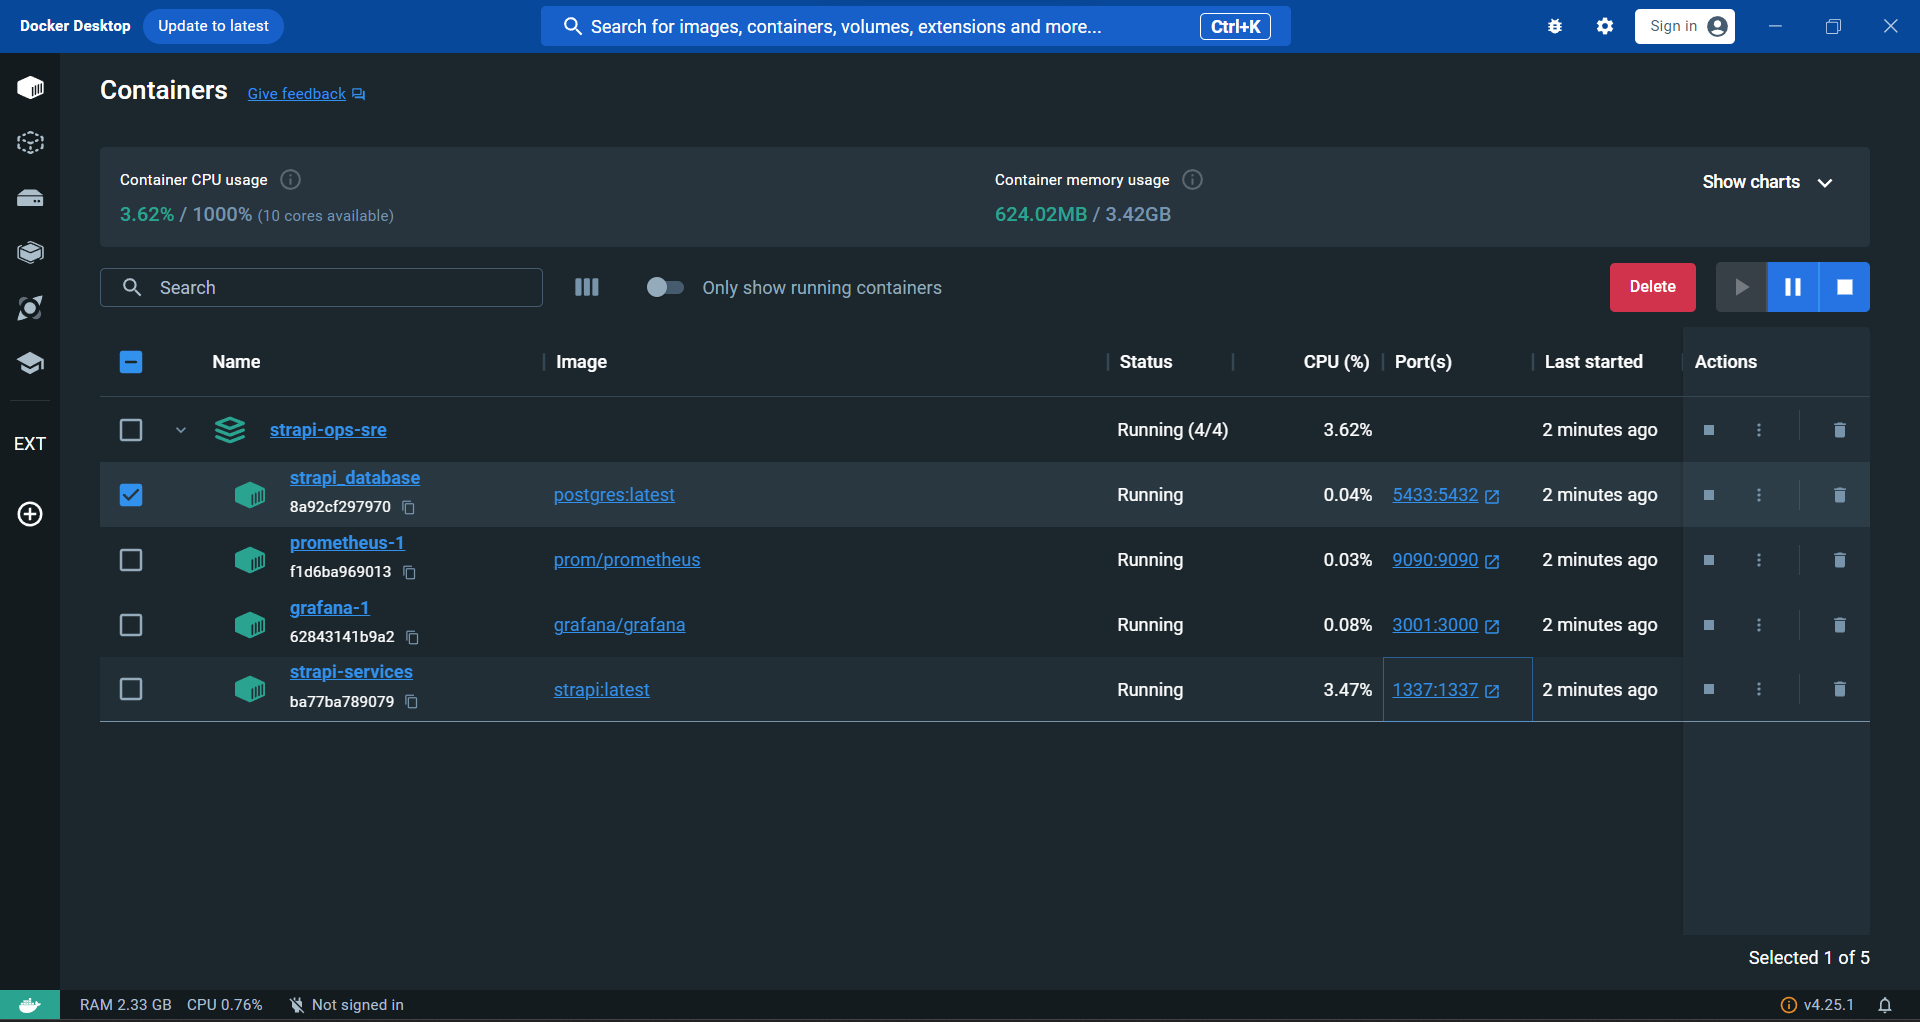 Docker Desktop Update to latest Search for images, containers, volumes, extensions and more... Ctrl+K Sign in
Containers Give feedback
Container CPU usage Container memory usage Show charts
3.62% / 1000% (10 cores available) 624.02MB / 3.42GB
Search Only show running containers Delete
Name Image Status CPU (%) Port(s) Last started Actions
strapi-ops-sre Running (4/4) 3.62% 2 minutes ago
EXT
strapi_database
8a92cf297970 postgres:latest Running 0.04% 5433:5432 2 minutes ago
prometheus-1
f1d6ba969013 prom/prometheus Running 0.03% 9090:9090 2 minutes ago
grafana-1
62843141b9a2 grafana/grafana Running 0.08% 3001:3000 2 minutes ago
strapi-services
ba77ba789079 strapi:latest Running 3.47% 1337:1337 2 minutes ago
Selected 1 of 5
RAM 2.33 GB CPU 0.76% Not signed in v4.25.1